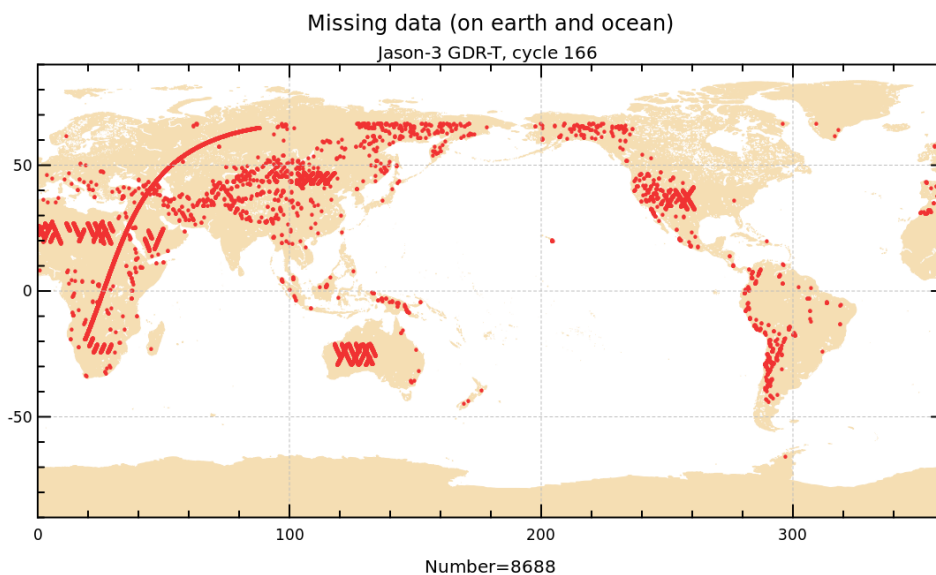 Missing data (on earth and ocean)
Jason-3 GDR-T, cycle 166
50
0
-50
0 100 200 300
Number=8688